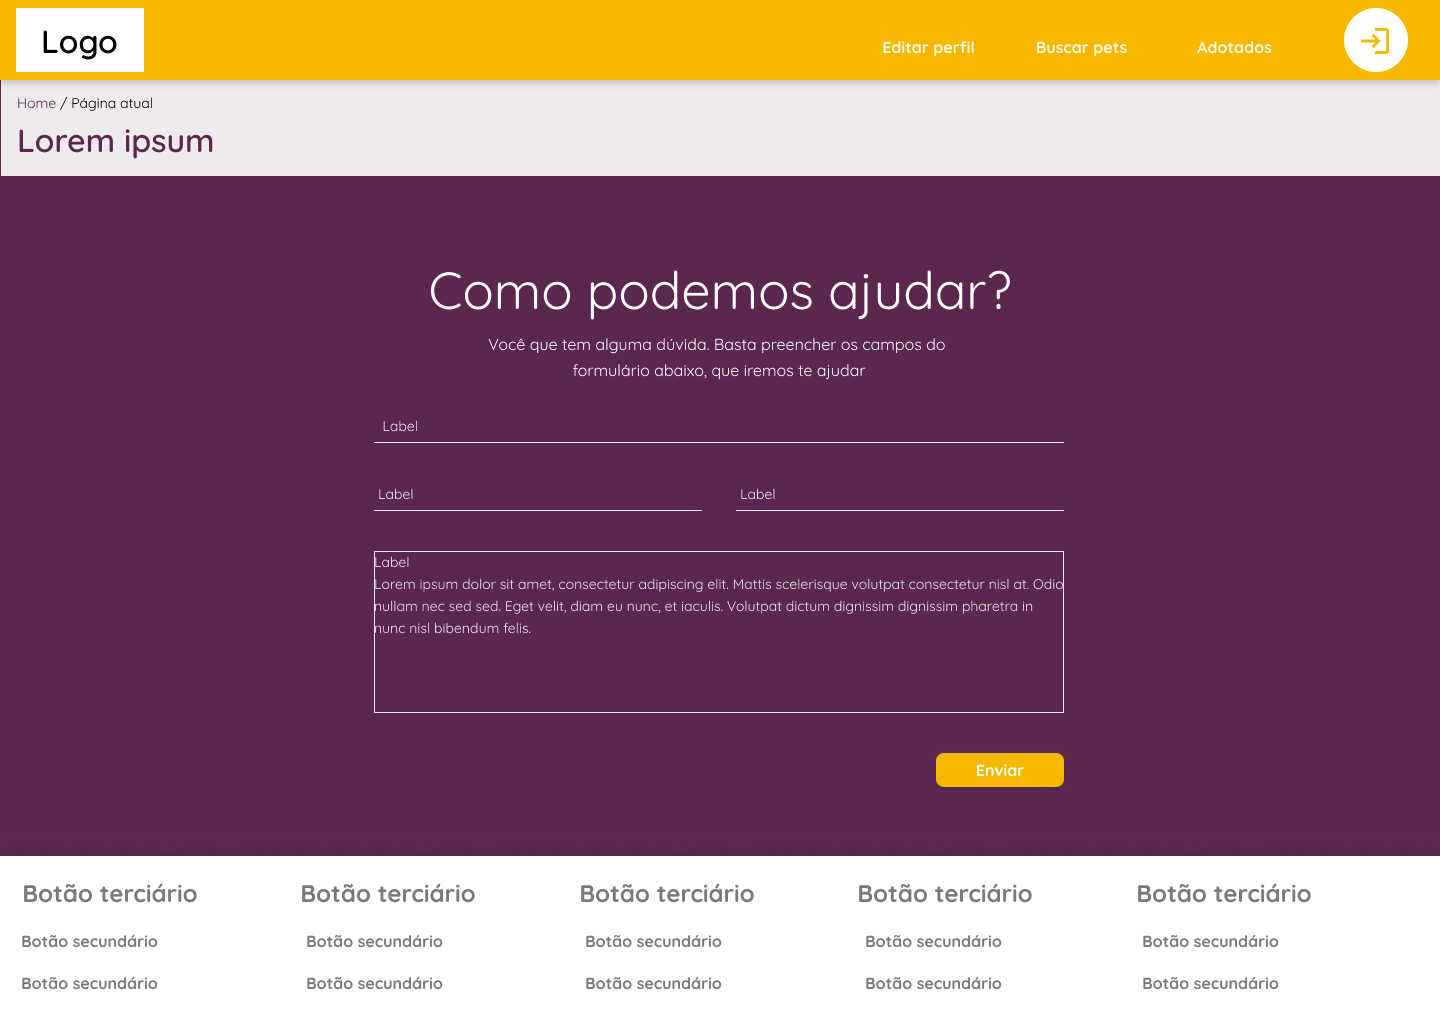 Logo
Editar perfil
Buscar pets
Adotados
Home / Página atual
Lorem ipsum
Como podemos ajudar?
Você que tem alguma dúvida. Basta preencher os campos do
formulário abaixo, que iremos te ajudar
Label
Label
Label
Label
Lorem ipsum dolor sit amet, consectetur adipiscing elit. Mattis scelerisque volutpat consectetur nisl at. Odio
nullam nec sed sed. Eget velit, diam eu nunc, et iaculis. Volutpat dictum dignissim dignissim pharetra in
nunc nisl bibendum felis.
Enviar
Botão terciário
Botão terciário
Botão terciário
Botão terciário
Botão terciário
Botão secundário
Botão secundário
Botão secundário
Botão secundário
Botão secundário
Botão secundário
Botão secundário
Botão secundário
Botão secundário
Botão secundário